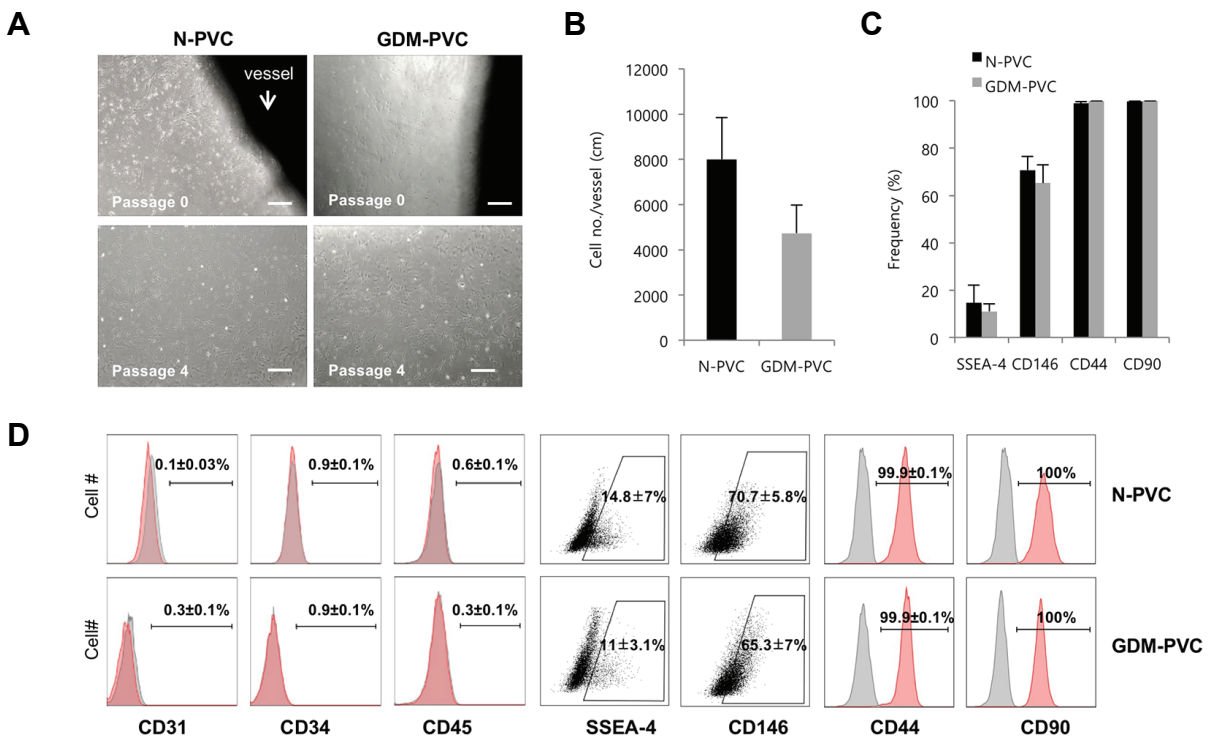 A
N-PVC
GDM-PVC
vessel
Passage 0
Passage 0
Passage 4
Passage 4
B
Cell no./vessel (cm)
12000
10000
8000
6000
4000
2000
0
N-PVC
GDM-PVC
C
N-PVC
GDM-PVC
Frequency (%)
100
80
60
40
20
0
SSEA-4 CD146 CD44 CD90
D
Cell #
0.1±0.03%
0.9±0.1%
0.6±0.1%
14.8±7%
70.7±5.8%
99.9±0.1%
100%
N-PVC
Cell#
0.3±0.1%
0.9±0.1%
0.3±0.1%
11±3.1%
65.3±7%
99.9±0.1%
100%
GDM-PVC
CD31 CD34 CD45 SSEA-4 CD146 CD44 CD90